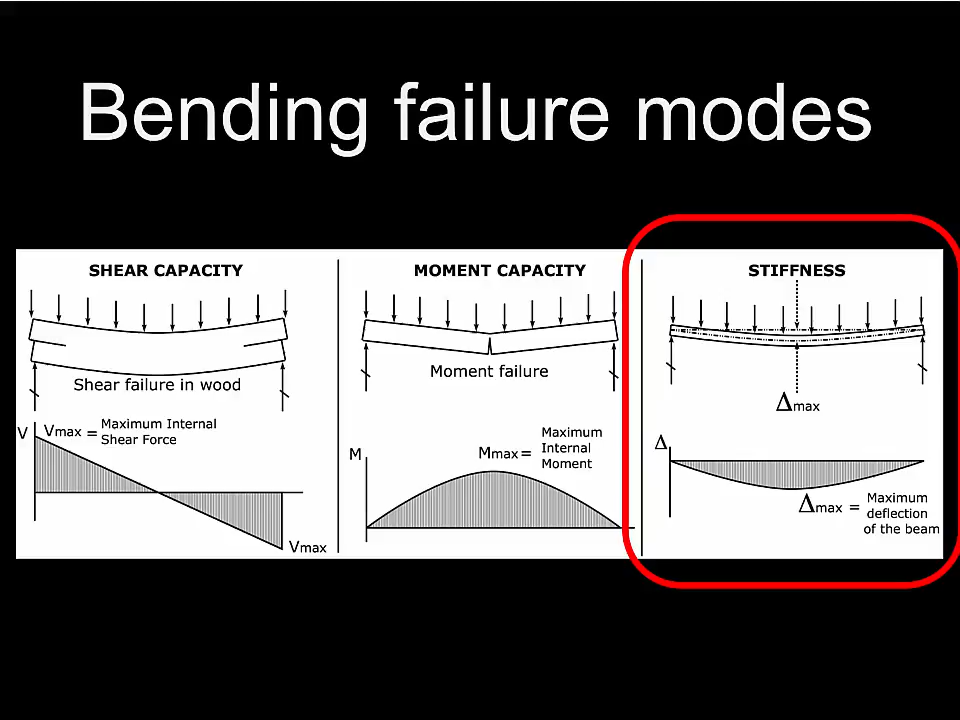 Bending failure modes
SHEAR CAPACITY
Shear failure in wood
V
Vmax = Maximum Internal
Shear Force
Vmax
MOMENT CAPACITY
Moment failure
M
Mmax= Maximum
Internal
Moment
STIFFNESS
Δmax
Δ
Δmax = Maximum
deflection
of the beam